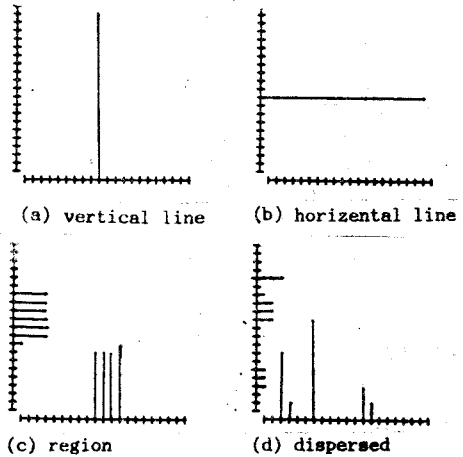 (a) vertical line
(b) horizental line
(c) region
(d) dispersed